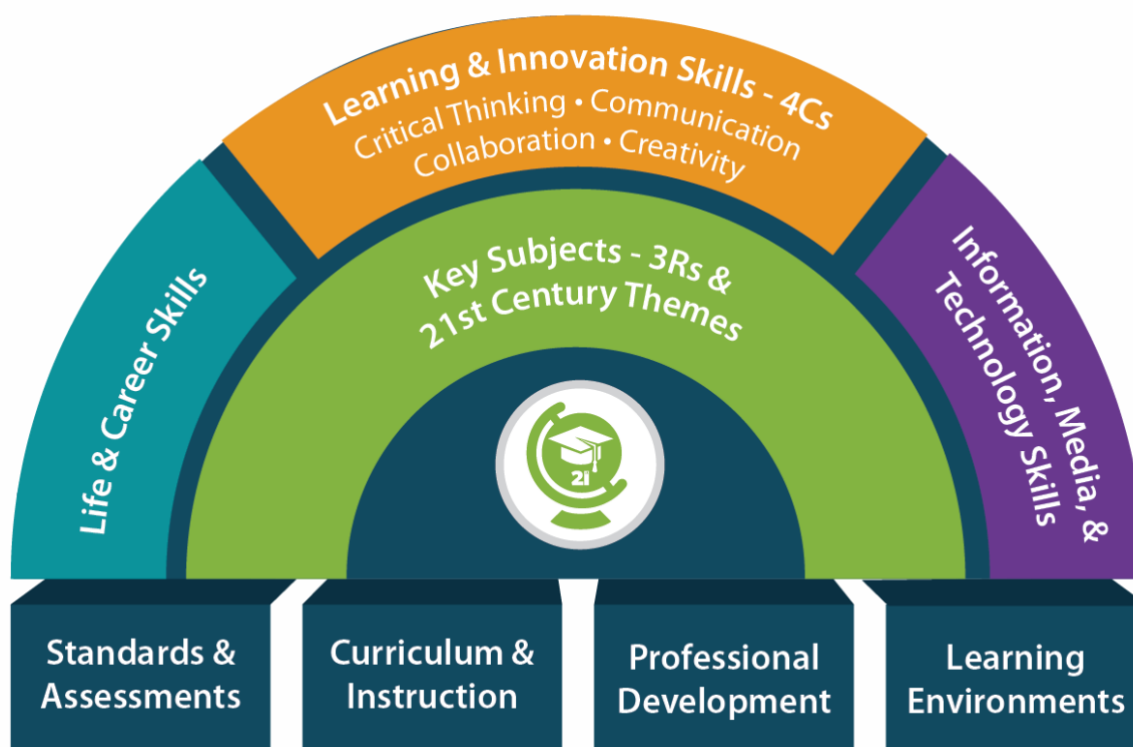 Learning & Innovation Skills - 4Cs
Critical Thinking • Communication
Collaboration • Creativity
Life & Career Skills
Key Subjects - 3Rs &
21st Century Themes
Information, Media, &
Technology Skills
21
Standards &
Assessments
Curriculum &
Instruction
Professional
Development
Learning
Environments